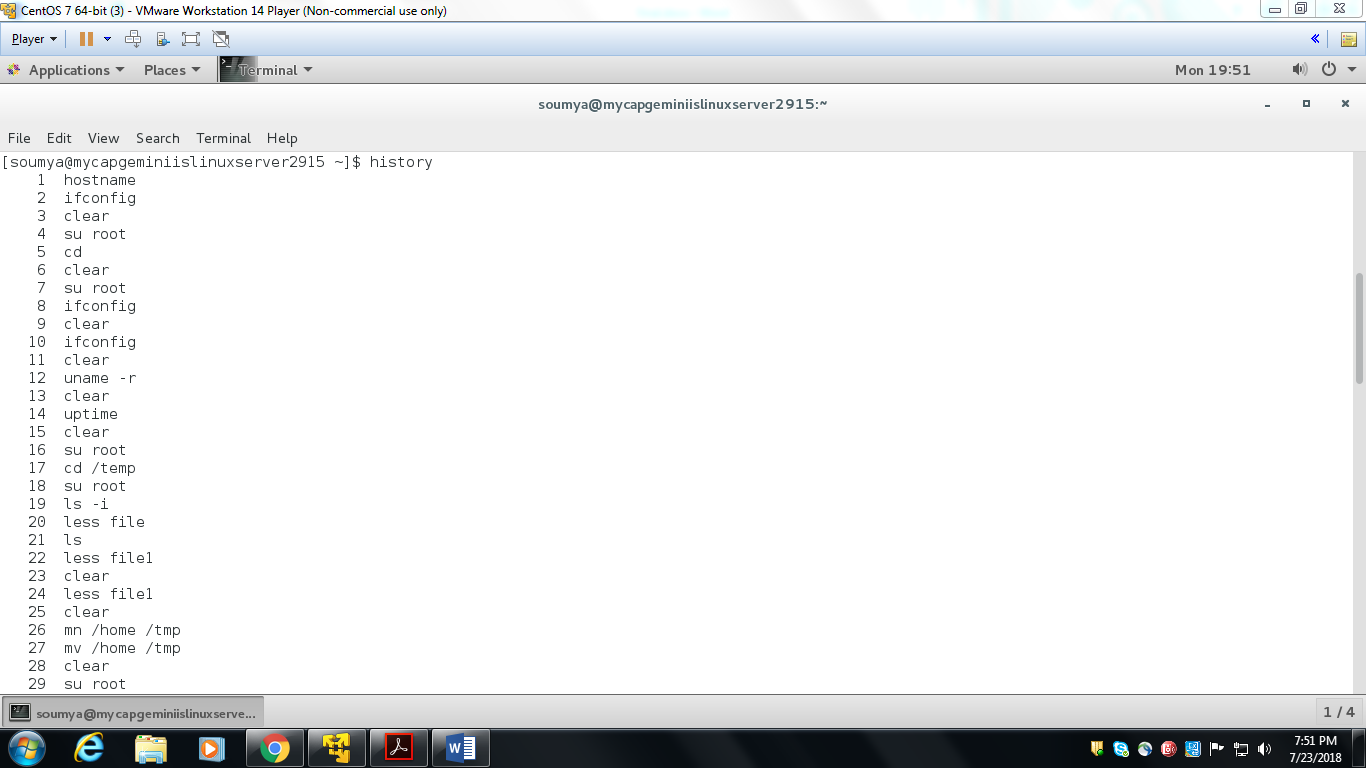 CentOS 7 64-bit (3) - VMware Workstation 14 Player (Non-commercial use only)
Player
Applications Places Terminal Mon 19:51
soumya@mycapgeminiislinuxserver2915:~
File Edit View Search Terminal Help
[soumya@mycapgeminiislinuxserver2915 ~]$ history
1 hostname
2 ifconfig
3 clear
4 su root
5 cd
6 clear
7 su root
8 ifconfig
9 clear
10 ifconfig
11 clear
12 uname -r
13 clear
14 uptime
15 clear
16 su root
17 cd /temp
18 su root
19 ls -i
20 less file
21 ls
22 less file1
23 clear
24 less file1
25 clear
26 mn /home /tmp
27 mv /home /tmp
28 clear
29 su root
soumya@mycapgeminiislinuxserve... 1 / 4
7:51 PM
7/23/2018